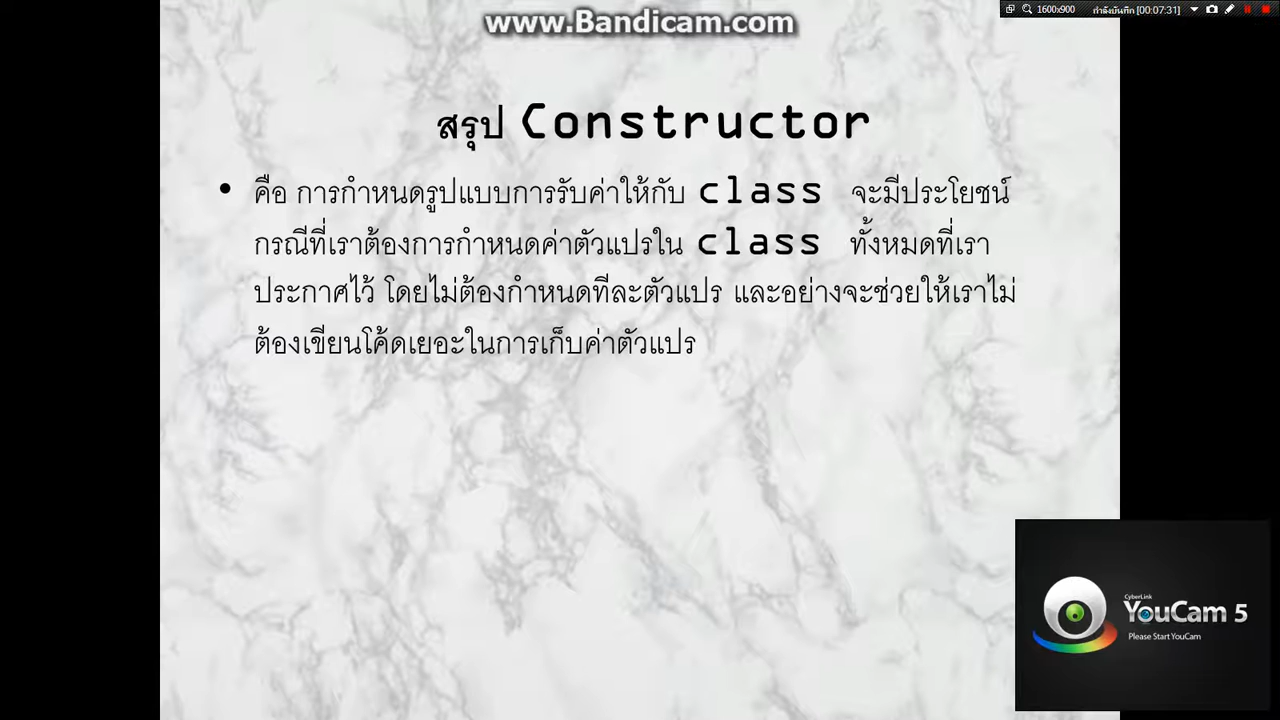 www.Bandicam.com
1600x900 กำลังบันทึก [00:07:31]
สรุป Constructor
• คือ การกำหนดรูปแบบการรับค่าให้กับ class จะมีประโยชน์
กรณีที่เราต้องการกำหนดค่าตัวแปรใน class ทั้งหมดที่เรา
ประกาศไว้ โดยไม่ต้องกำหนดทีละตัวแปร และอย่างจะช่วยให้เราไม่
ต้องเขียนโค้ดเยอะในการเก็บค่าตัวแปร
CyberLink
YouCam 5
Please Start YouCam